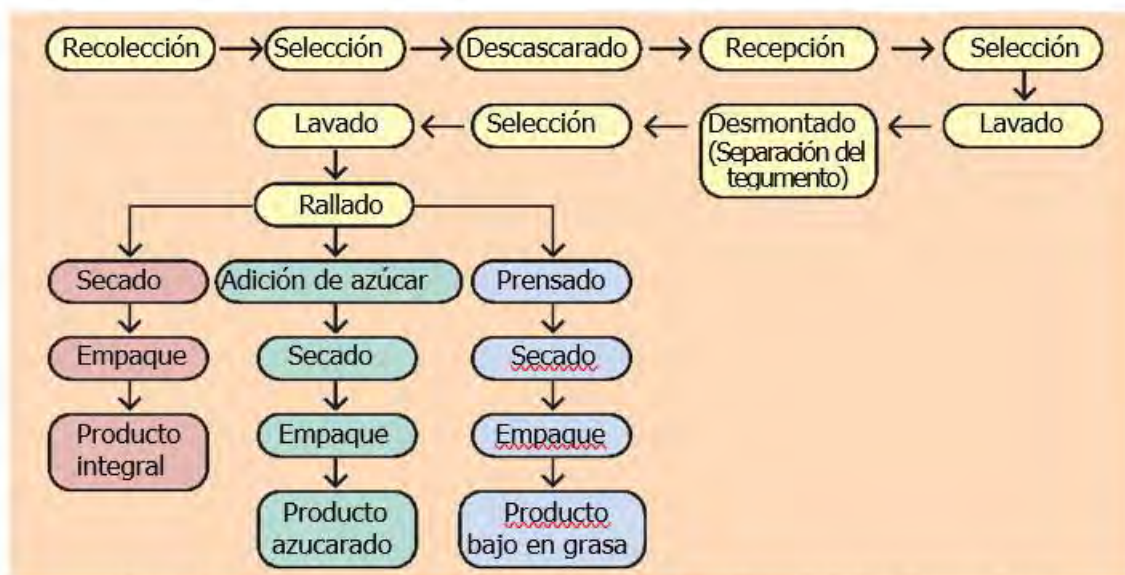 Recolección
Selección
Descascarado
Recepción
Selección
Lavado
Desmontado
(Separación del
tegumento)
Selección
Lavado
Rallado
Secado
Empaque
Producto
integral
Adición de azúcar
Secado
Empaque
Producto
azucarado
Prensado
Secado
Empaque
Producto
bajo en grasa